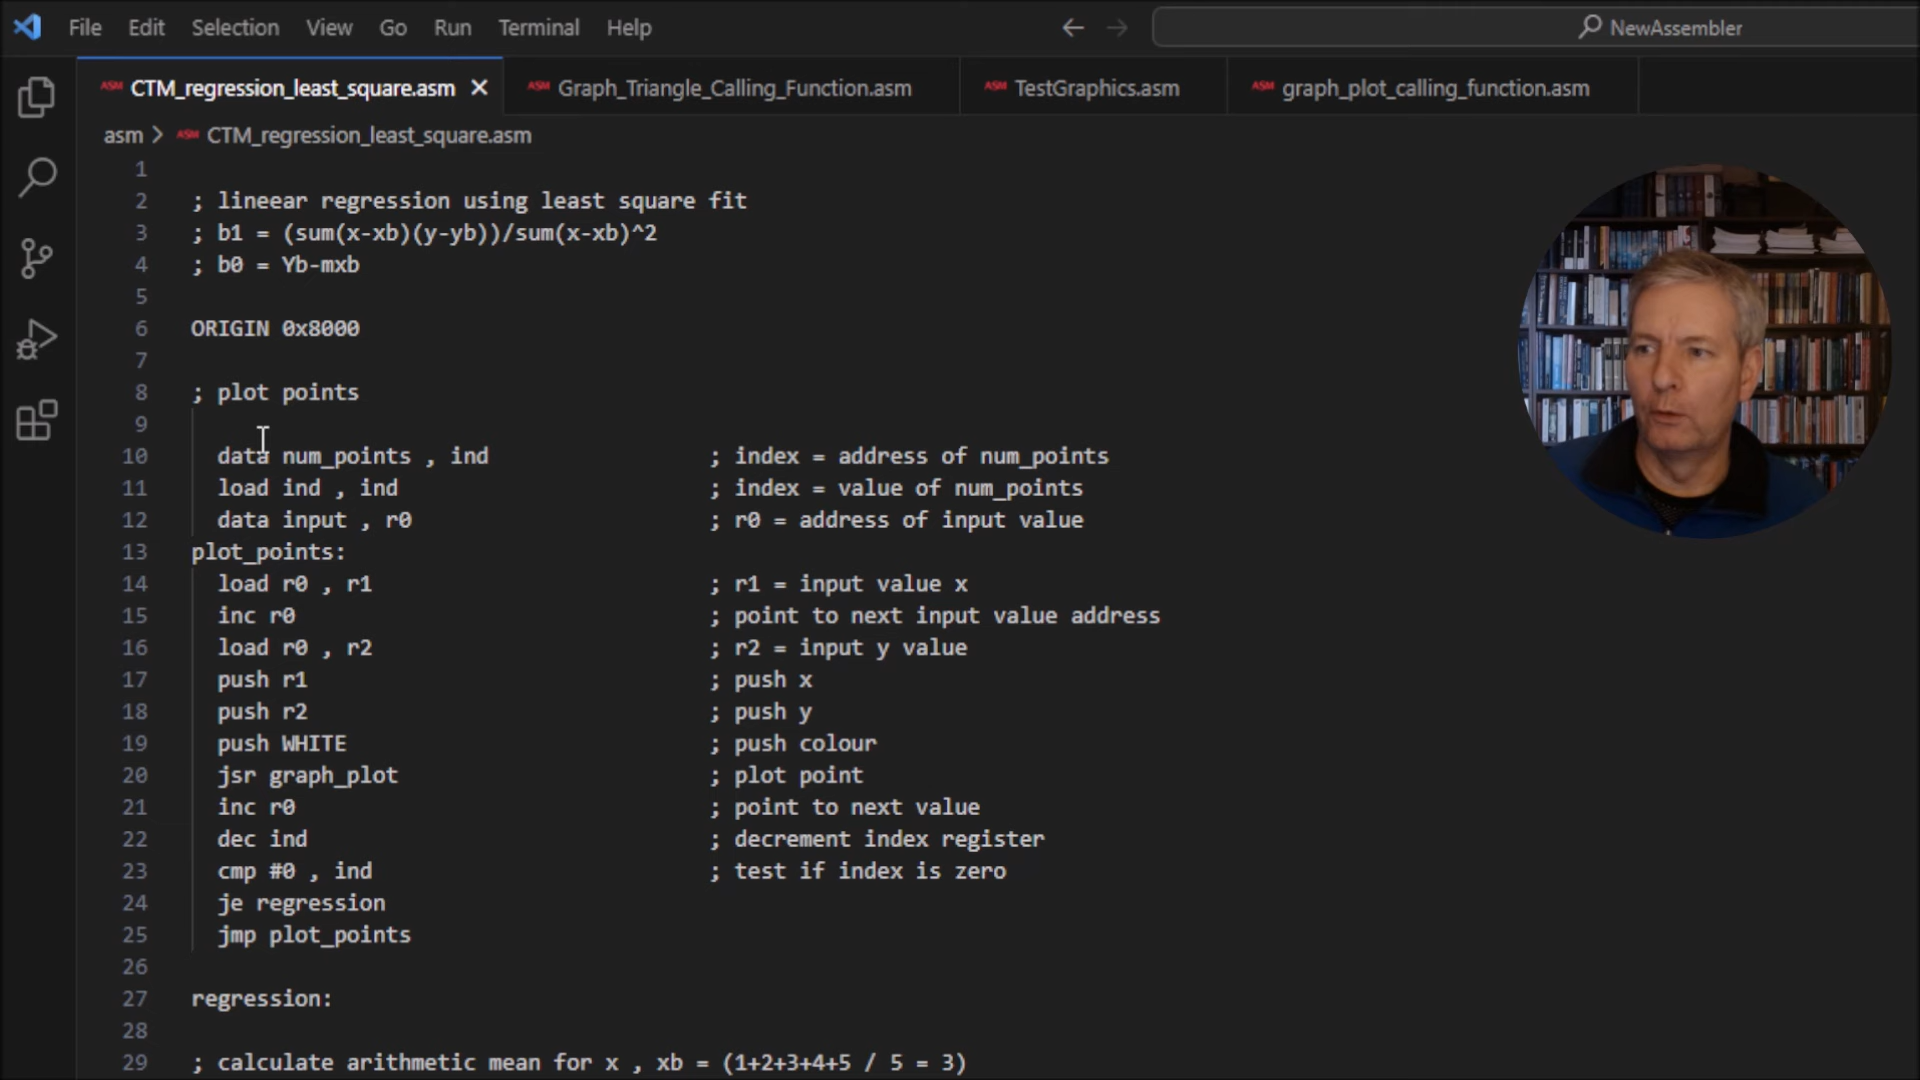 File Edit Selection View Go Run Terminal Help NewAssembler
ASM CTM_regression_least_square.asm ASM Graph_Triangle_Calling_Function.asm ASM TestGraphics.asm ASM graph_plot_calling_function.asm
asm > ASM CTM_regression_least_square.asm
1
2 ; lineear regression using least square fit
3 ; b1 = (sum(x-xb)(y-yb))/sum(x-xb)^2
4 ; b0 = Yb-mxb
5
6 ORIGIN 0x8000
7
8 ; plot points
9
10 data num_points , ind ; index = address of num_points
11 load ind , ind ; index = value of num_points
12 data input , r0 ; r0 = address of input value
13 plot_points:
14 load r0 , r1 ; r1 = input value x
15 inc r0 ; point to next input value address
16 load r0 , r2 ; r2 = input y value
17 push r1 ; push x
18 push r2 ; push y
19 push WHITE ; push colour
20 jsr graph_plot ; plot point
21 inc r0 ; point to next value
22 dec ind ; decrement index register
23 cmp #0 , ind ; test if index is zero
24 je regression
25 jmp plot_points
26
27 regression:
28
29 ; calculate arithmetic mean for x , xb = (1+2+3+4+5 / 5 = 3)